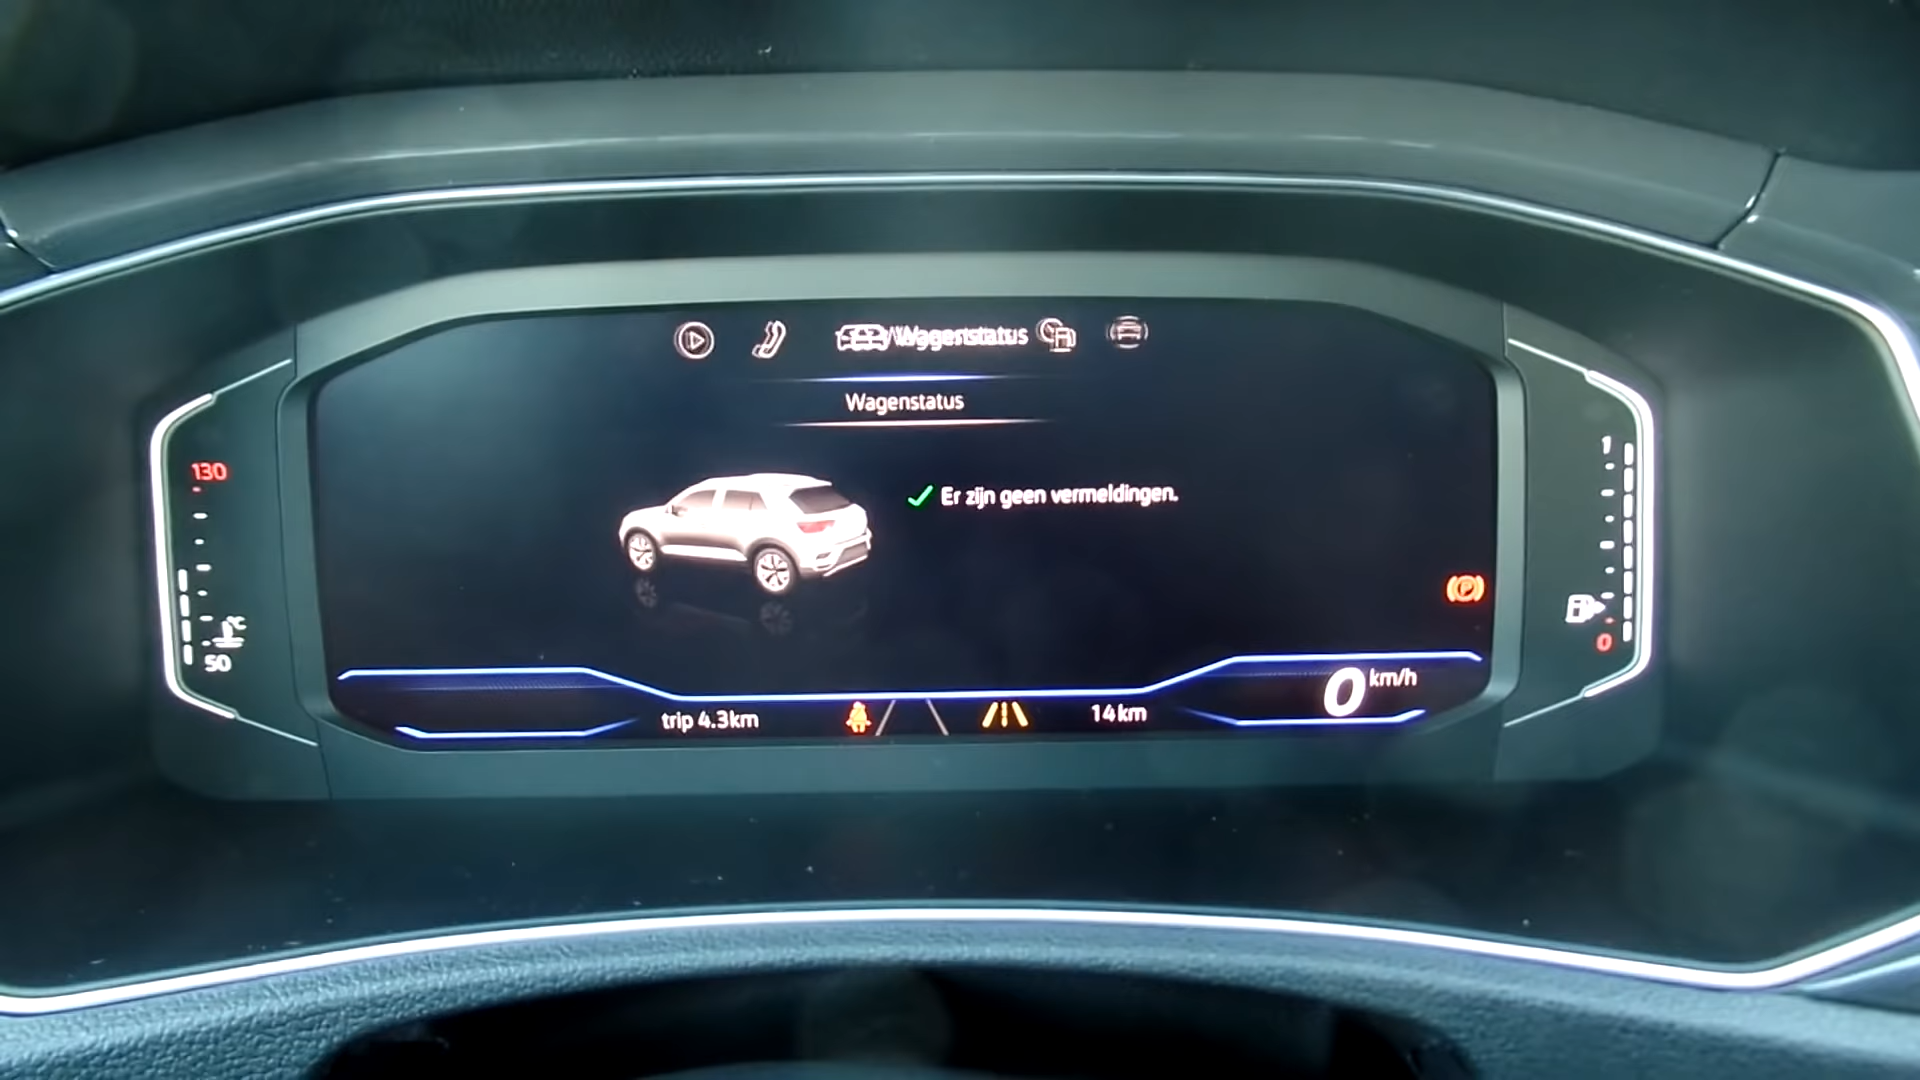 Wagenstatus
Wagenstatus
130
Er zijn geen vermeldingen.
1
°C
50
0
0 km/h
trip 4.3km
14km